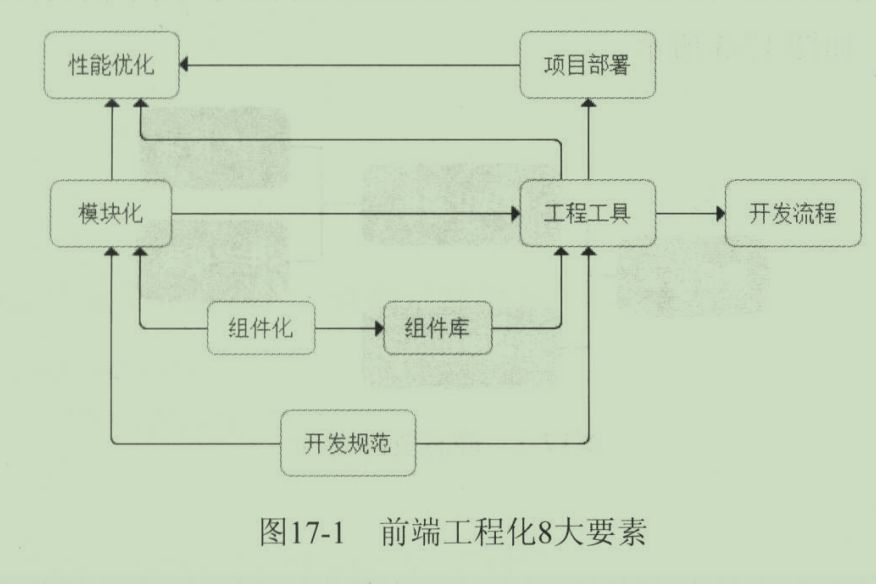 性能优化
项目部署
模块化
工程工具
开发流程
组件化
组件库
开发规范
图17-1 前端工程化8大要素